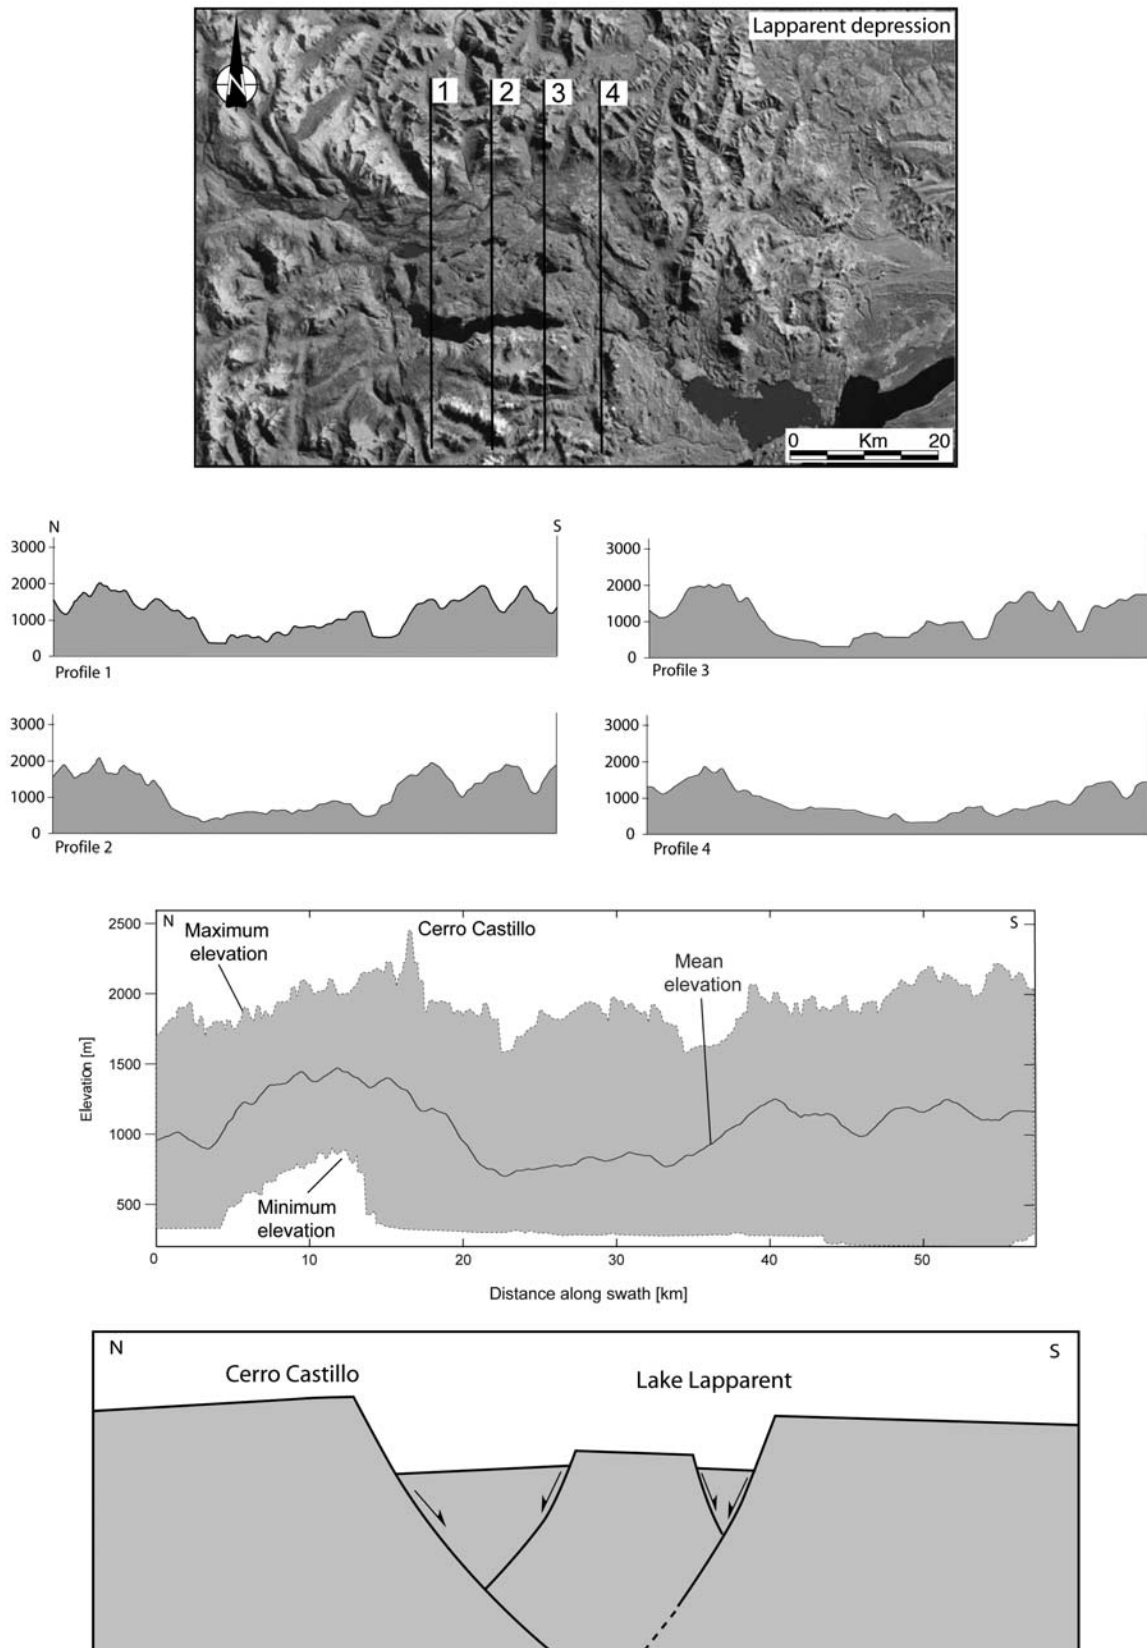 Lapparent depression
N
1 2 3 4
0 Km 20
N S
3000
2000
1000
0
Profile 1
3000
2000
1000
0
Profile 3
3000
2000
1000
0
Profile 2
3000
2000
1000
0
Profile 4
N S
2500
2000
1500
1000
500
Elevation [m]
Maximum
elevation
Cerro Castillo
Mean
elevation
Minimum
elevation
0 10 20 30 40 50
Distance along swath [km]
N S
Cerro Castillo
Lake Lapparent